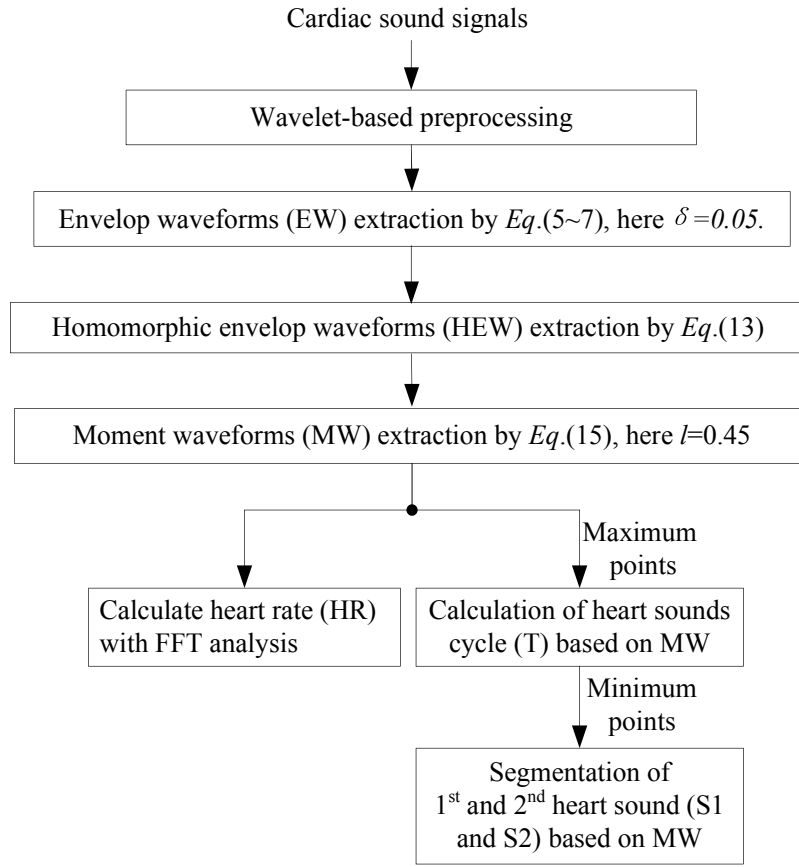 Cardiac sound signals
Wavelet-based preprocessing
Envelop waveforms (EW) extraction by Eq.(5~7), here δ=0.05.
Homomorphic envelop waveforms (HEW) extraction by Eq.(13)
Moment waveforms (MW) extraction by Eq.(15), here l=0.45
Maximum
points
Calculate heart rate (HR)
with FFT analysis
Calculation of heart sounds
cycle (T) based on MW
Minimum
points
Segmentation of
1st and 2nd heart sound (S1
and S2) based on MW